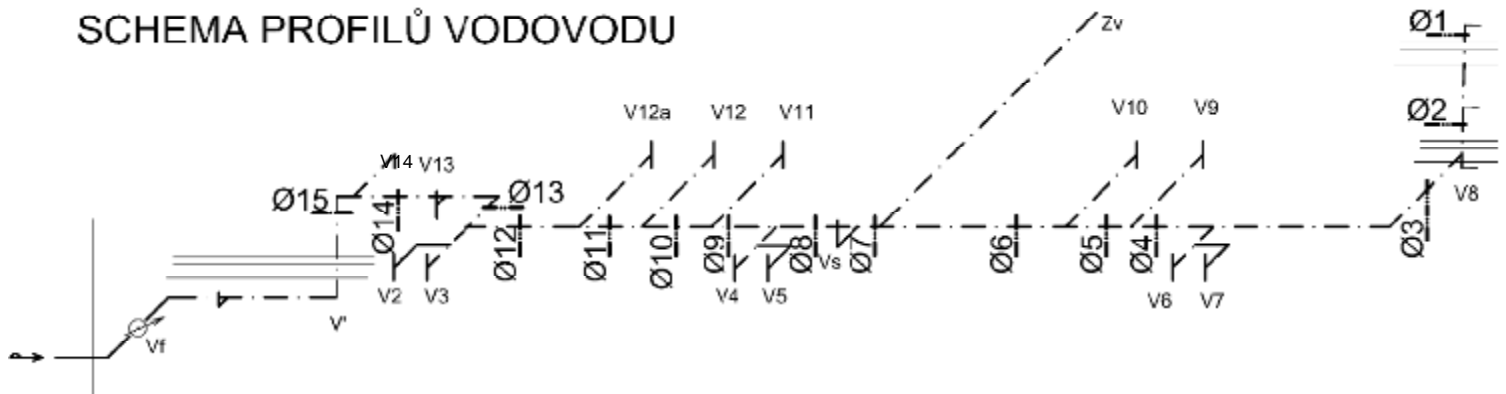 SCHEMA PROFILŮ VODOVODU
Zv
Ø1
V12a
V12
V11
V10
V9
Ø2
V14
V13
V8
Ø15
Ø14
Ø13
Ø12
Ø11
Ø10
Ø9
Ø8
Vs
Ø7
Ø6
Ø5
Ø4
Ø3
V2
V3
V4
V5
V6
V7
V'
Vf